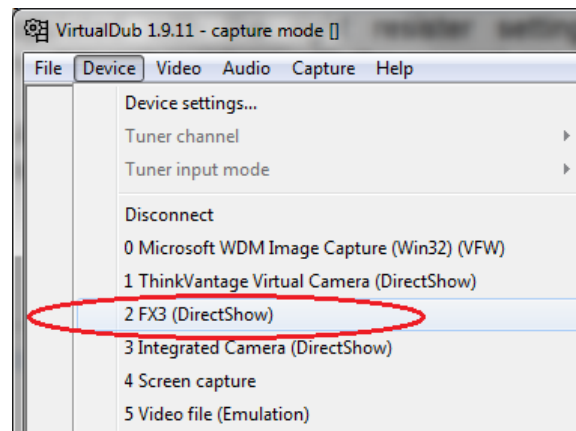 VirtualDub 1.9.11 - capture mode []
File Device Video Audio Capture Help
Device settings...
Tuner channel
Tuner input mode
Disconnect
0 Microsoft WDM Image Capture (Win32) (VFW)
1 ThinkVantage Virtual Camera (DirectShow)
2 FX3 (DirectShow)
3 Integrated Camera (DirectShow)
4 Screen capture
5 Video file (Emulation)